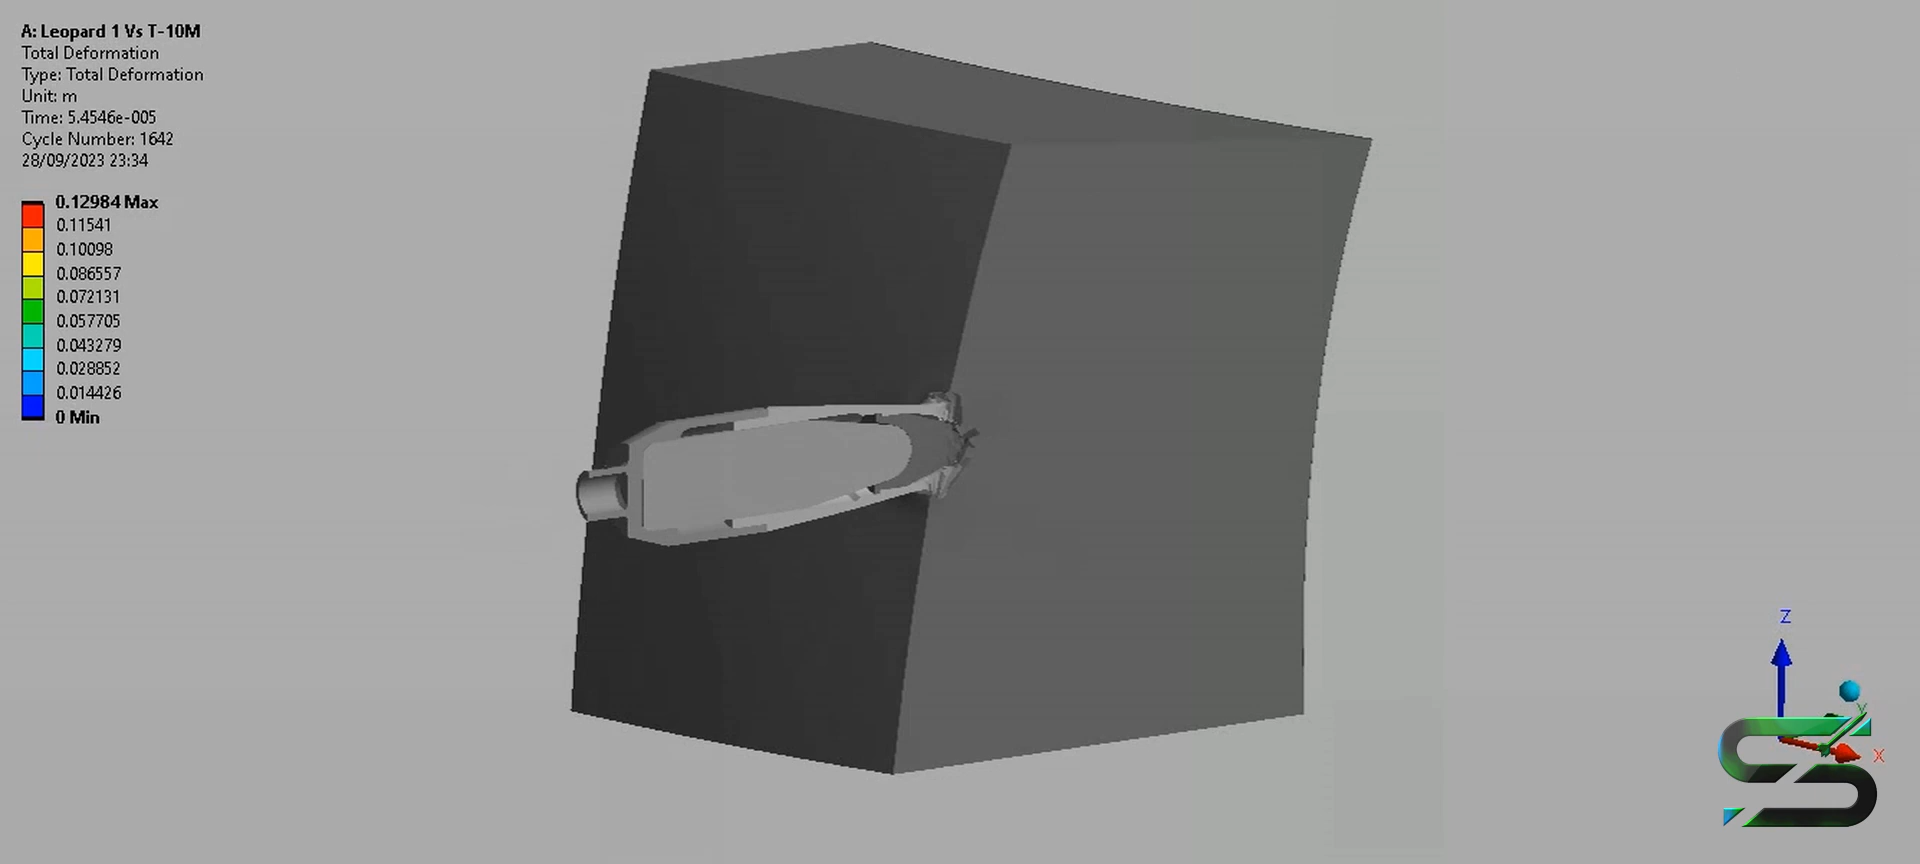 A: Leopard 1 Vs T-10M
Total Deformation
Type: Total Deformation
Unit: m
Time: 5.4546e-005
Cycle Number: 1642
28/09/2023 23:34
0.12984 Max
0.11541
0.10098
0.086557
0.072131
0.057705
0.043279
0.028852
0.014426
0 Min
Z
Y
X